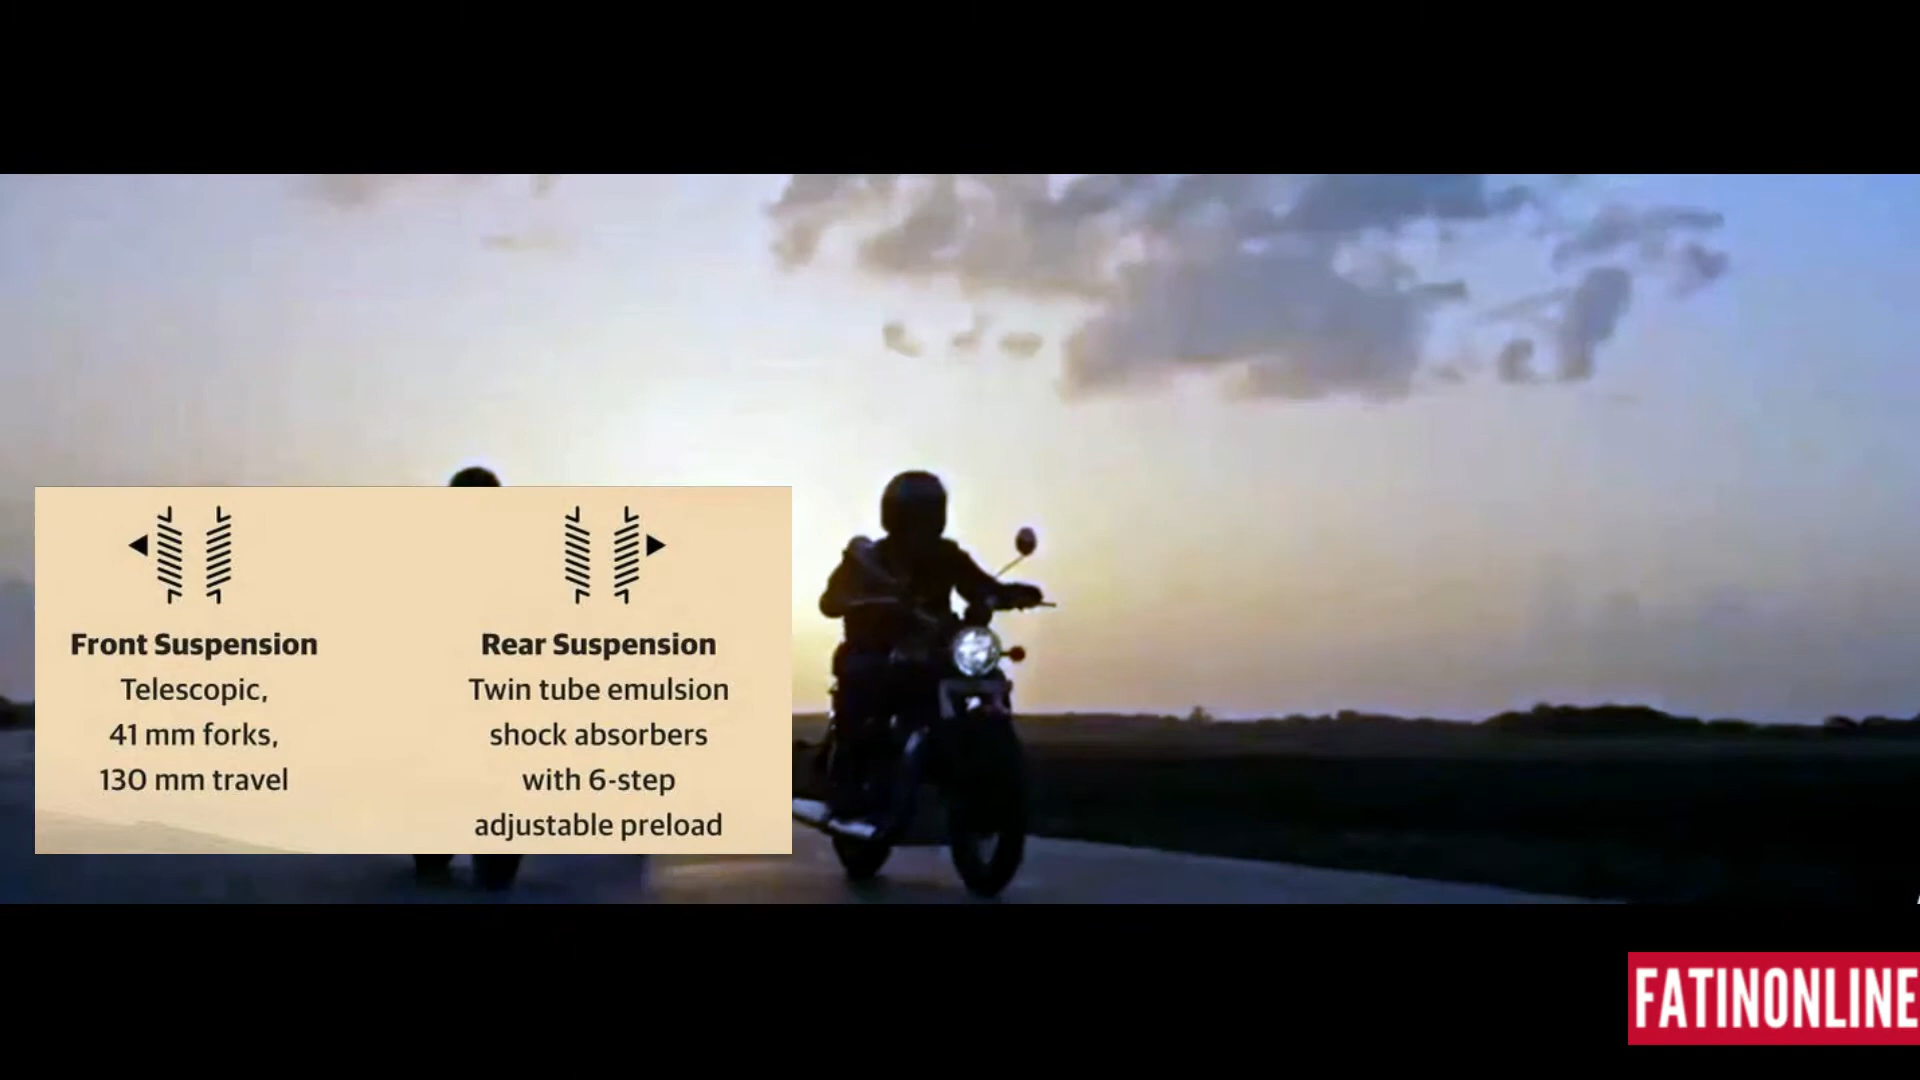 Front Suspension
Telescopic,
41 mm forks,
130 mm travel
Rear Suspension
Twin tube emulsion
shock absorbers
with 6-step
adjustable preload
FATINONLINE